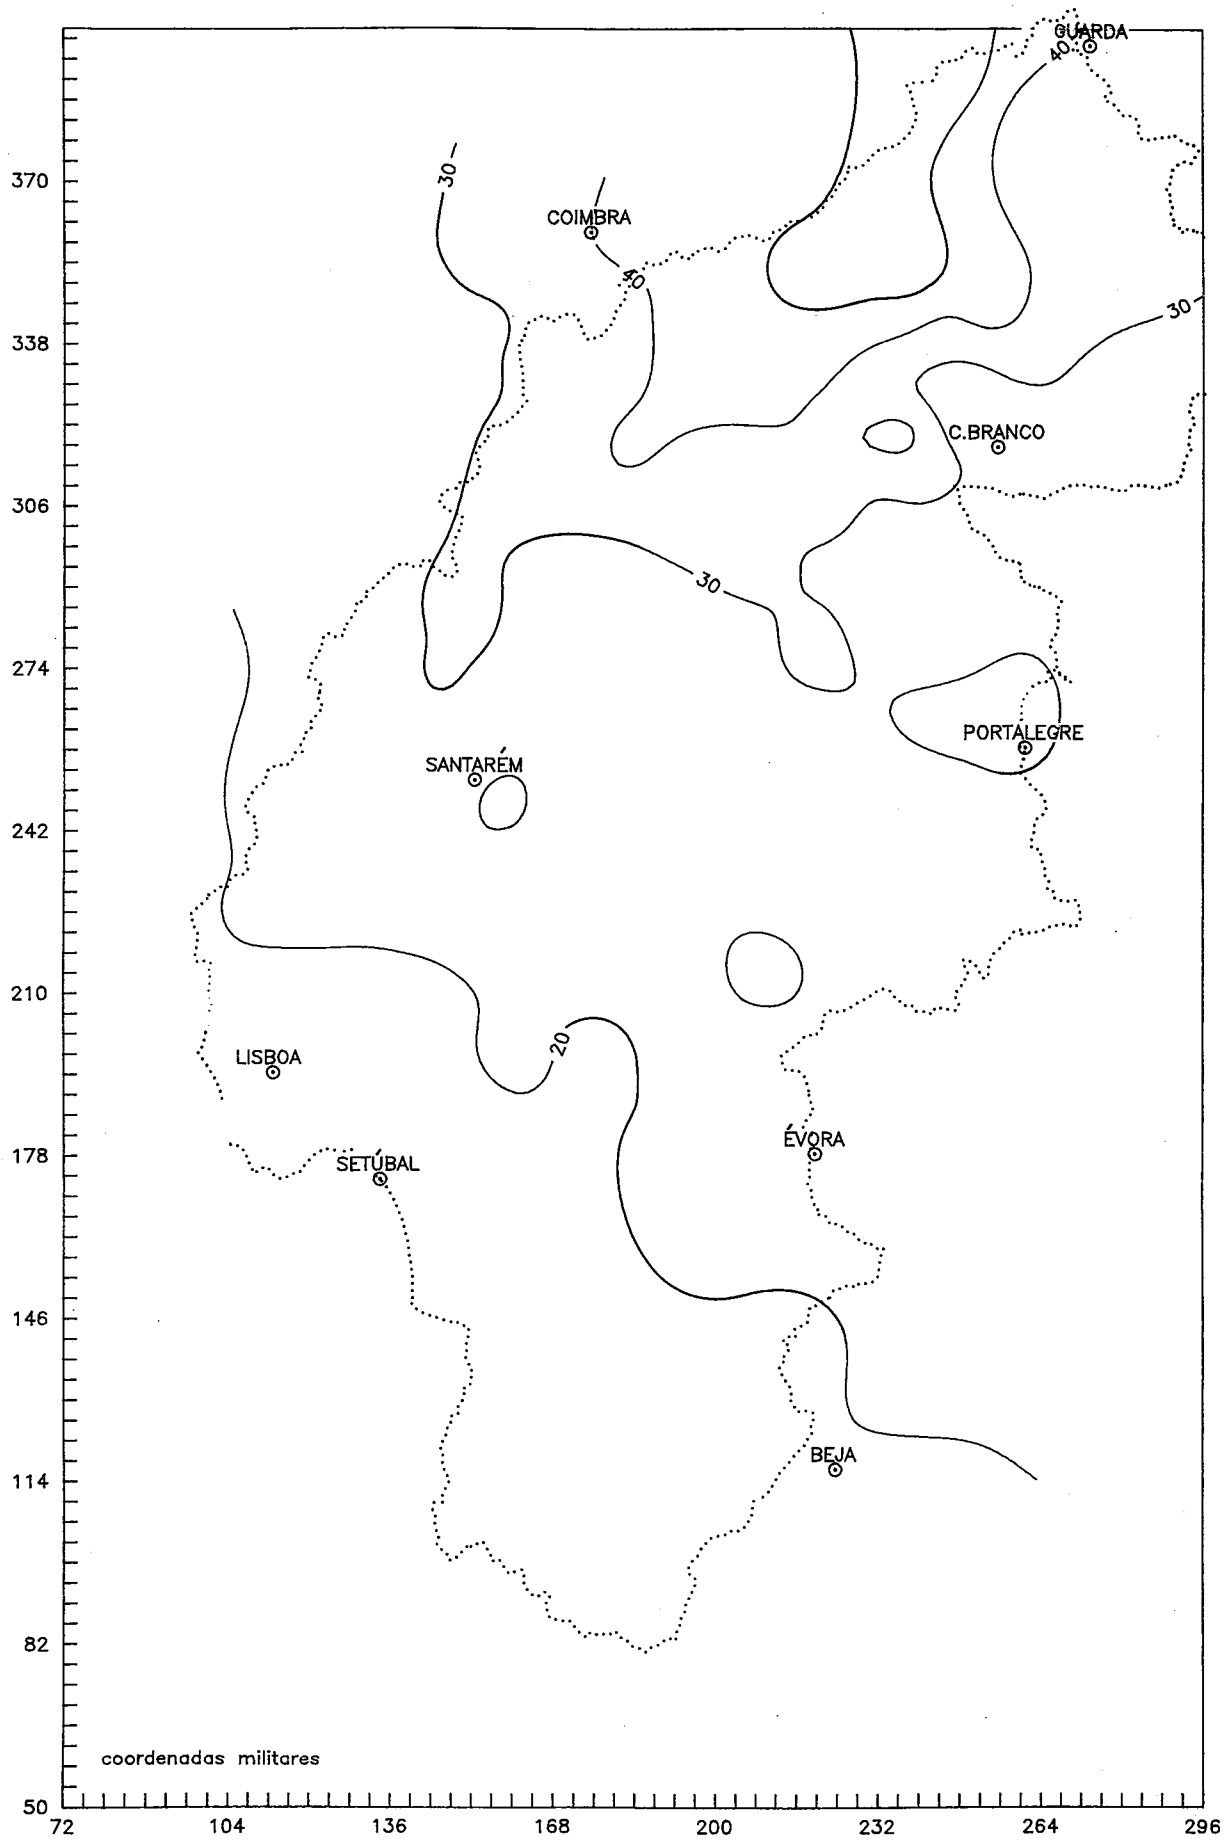 GUARDA
40
30
370
COIMBRA
40
30
338
C.BRANCO
306
30
274
PORTALEGRE
SANTARÉM
242
210
20
LISBOA
ÉVORA
178
SETÚBAL
146
BEJA
114
82
coordenadas militares
50
72 104 136 168 200 232 264 296